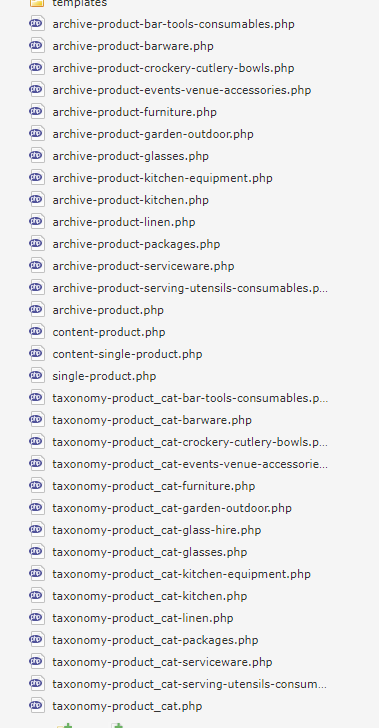 templates
archive-product-bar-tools-consumables.php
archive-product-barware.php
archive-product-crockery-cutlery-bowls.php
archive-product-events-venue-accessories.php
archive-product-furniture.php
archive-product-garden-outdoor.php
archive-product-glasses.php
archive-product-kitchen-equipment.php
archive-product-kitchen.php
archive-product-linen.php
archive-product-packages.php
archive-product-serviceware.php
archive-product-serving-utensils-consumables.p...
archive-product.php
content-product.php
content-single-product.php
single-product.php
taxonomy-product_cat-bar-tools-consumables.p...
taxonomy-product_cat-barware.php
taxonomy-product_cat-crockery-cutlery-bowls.p...
taxonomy-product_cat-events-venue-accessorie...
taxonomy-product_cat-furniture.php
taxonomy-product_cat-garden-outdoor.php
taxonomy-product_cat-glass-hire.php
taxonomy-product_cat-glasses.php
taxonomy-product_cat-kitchen-equipment.php
taxonomy-product_cat-kitchen.php
taxonomy-product_cat-linen.php
taxonomy-product_cat-packages.php
taxonomy-product_cat-serviceware.php
taxonomy-product_cat-serving-utensils-consum...
taxonomy-product_cat.php